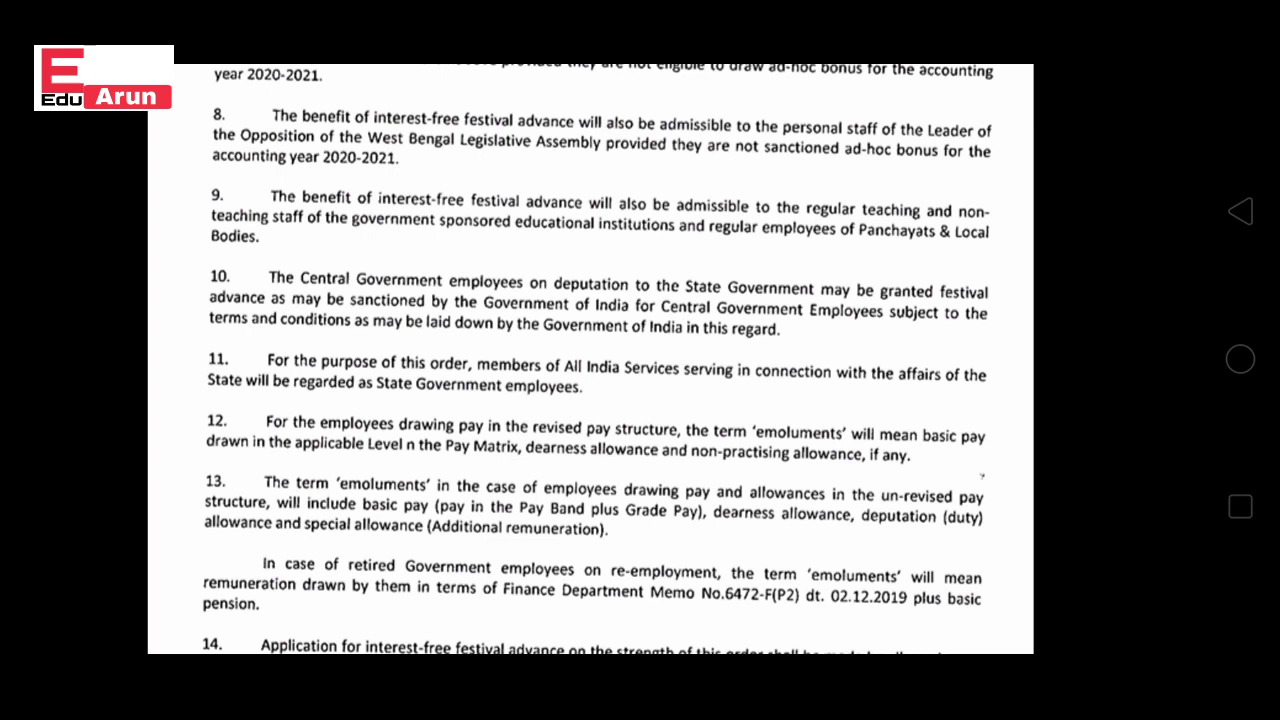 E
Edu Arun
to draw ad-hoc bonus for the accounting
year 2020-2021.
8. The benefit of interest-free festival advance will also be admissible to the personal staff of the Leader of
the Opposition of the West Bengal Legislative Assembly provided they are not sanctioned ad-hoc bonus for the
accounting year 2020-2021.
9. The benefit of interest-free festival advance will also be admissible to the regular teaching and non-
teaching staff of the government sponsored educational institutions and regular employees of Panchayats & Local
Bodies.
10. The Central Government employees on deputation to the State Government may be granted festival
advance as may be sanctioned by the Government of India for Central Government Employees subject to the
terms and conditions as may be laid down by the Government of India in this regard.
11. For the purpose of this order, members of All India Services serving in connection with the affairs of the
State will be regarded as State Government employees.
12. For the employees drawing pay in the revised pay structure, the term ‘emoluments’ will mean basic pay
drawn in the applicable Level n the Pay Matrix, dearness allowance and non-practising allowance, if any.
13. The term ‘emoluments’ in the case of employees drawing pay and allowances in the un-revised pay
structure, will include basic pay (pay in the Pay Band plus Grade Pay), dearness allowance, deputation (duty)
allowance and special allowance (Additional remuneration).
In case of retired Government employees on re-employment, the term ‘emoluments’ will mean
remuneration drawn by them in terms of Finance Department Memo No.6472-F(P2) dt. 02.12.2019 plus basic
pension.
14. Application for interest-free festival advance on the strength of this order